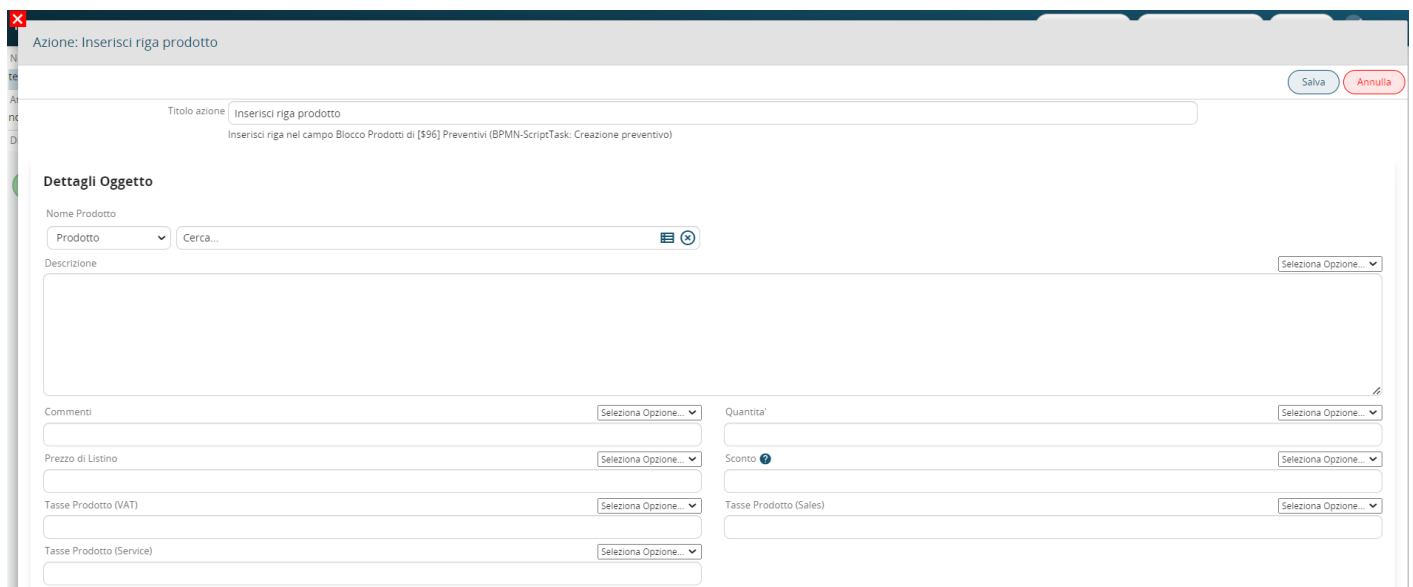 Azione: Inserisci riga prodotto
Salva Annulla
Titolo azione Inserisci riga prodotto
Inserisci riga nel campo Blocco Prodotti di [$96] Preventivi (BPMN-ScriptTask: Creazione preventivo)
Dettagli Oggetto
Nome Prodotto
Prodotto Cerca...
Descrizione Seleziona Opzione...
Commenti Seleziona Opzione... Quantita' Seleziona Opzione...
Prezzo di Listino Seleziona Opzione... Sconto ? Seleziona Opzione...
Tasse Prodotto (VAT) Seleziona Opzione... Tasse Prodotto (Sales) Seleziona Opzione...
Tasse Prodotto (Service) Seleziona Opzione...